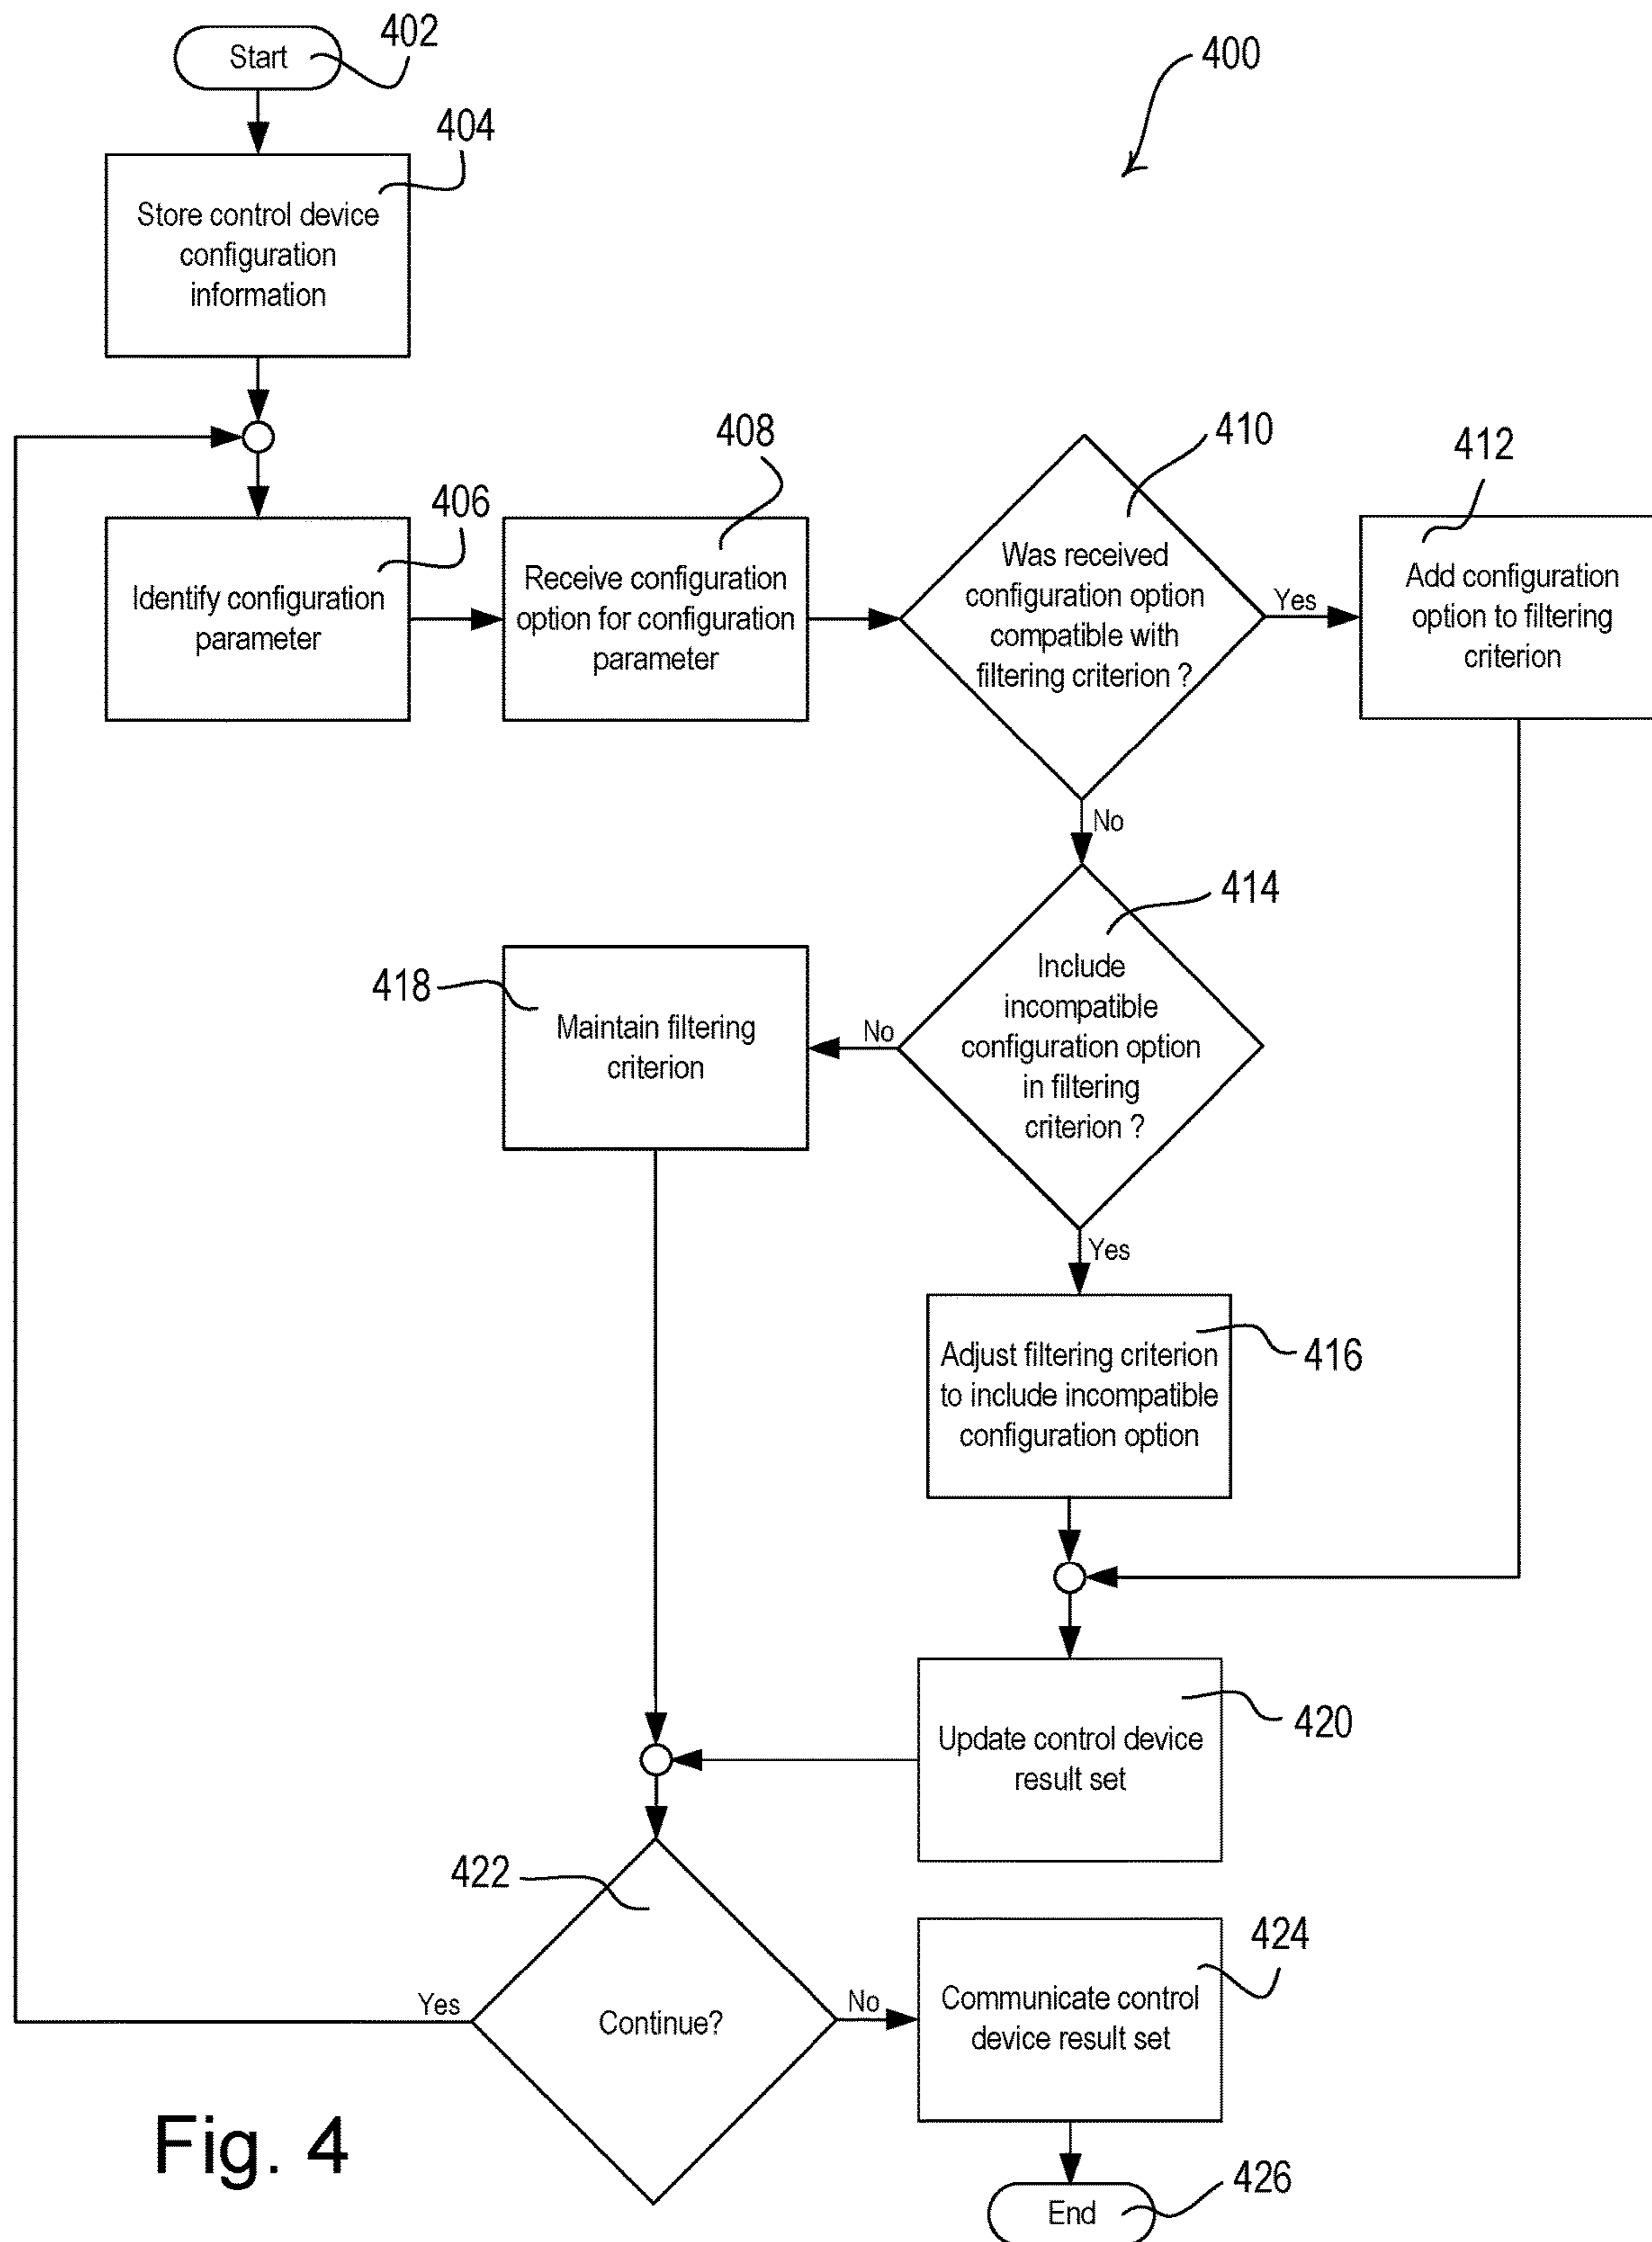 402
Start
400
404
Store control device
configuration
information
408
410
412
406
Identify configuration
parameter
Receive configuration
option for configuration
parameter
Was received
configuration option
compatible with
filtering criterion ?
Yes
Add configuration
option to filtering
criterion
No
414
Include
incompatible
configuration option
in filtering
criterion ?
No
418
Maintain filtering
criterion
Yes
416
Adjust filtering criterion
to include incompatible
configuration option
420
Update control device
result set
422
Continue?
Yes
No
424
Communicate control
device result set
426
End
Fig. 4